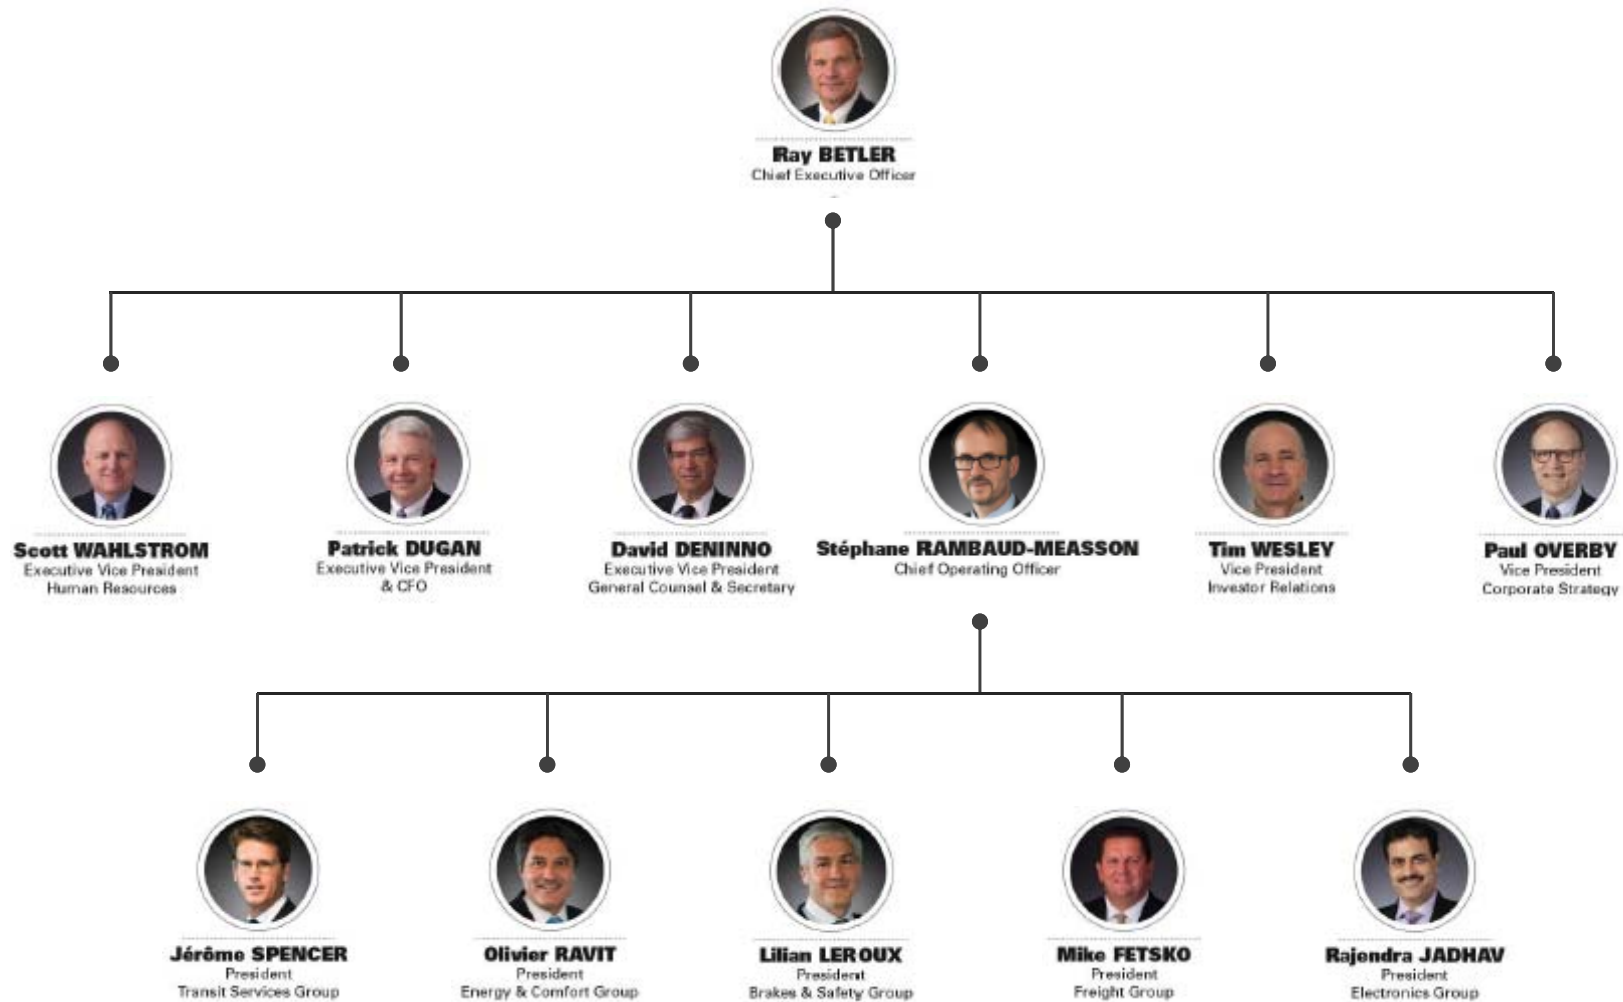 Ray BETLER
Chief Executive Officer
Scott WAHLSTROM
Executive Vice President
Human Resources
Patrick DUGAN
Executive Vice President
& CFO
David DENINNO
Executive Vice President
General Counsel & Secretary
Stéphane RAMBAUD-MEASSON
Chief Operating Officer
Tim WESLEY
Vice President
Investor Relations
Paul OVERBY
Vice President
Corporate Strategy
Jérôme SPENCER
President
Transit Services Group
Olivier RAVIT
President
Energy & Comfort Group
Lilian LEROUX
President
Brakes & Safety Group
Mike FETSKO
President
Freight Group
Rajendra JADHAV
President
Electronics Group